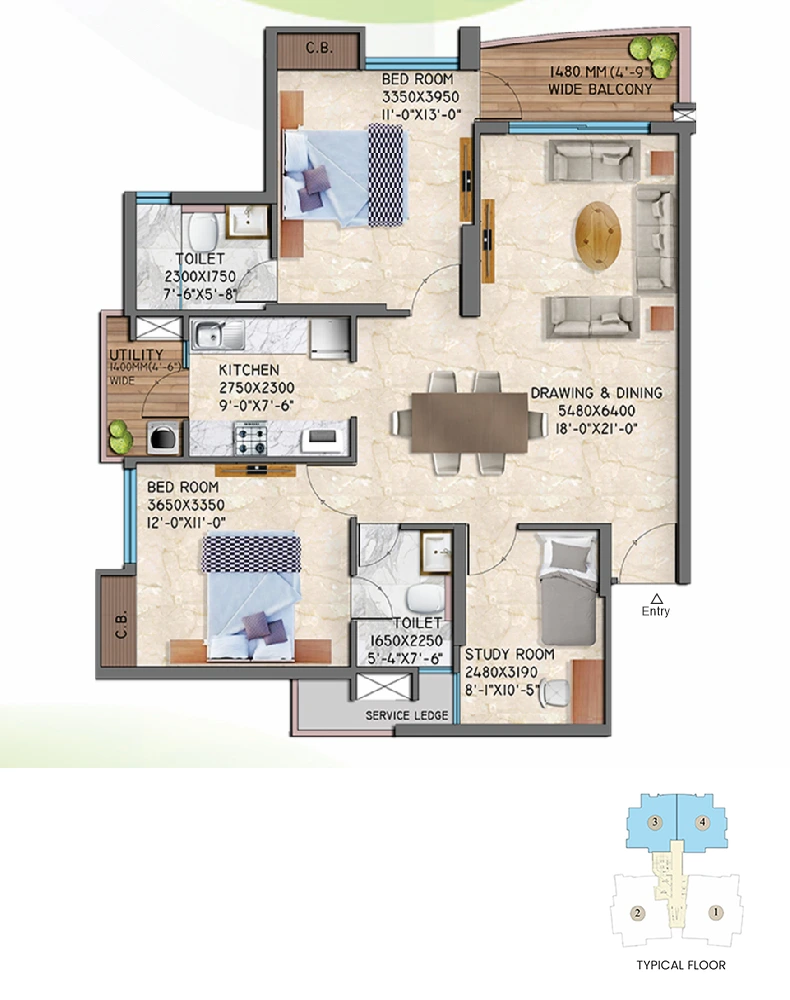 C.B.
BED ROOM
3350X3950
11'-0"X13'-0"
1480 MM(4'-9")
WIDE BALCONY
TOILET
2300X1750
7'-6"X5'-8"
UTILITY
1400MM(4'-6")
WIDE
KITCHEN
2750X2300
9'-0"X7'-6"
DRAWING & DINING
5480X6400
18'-0"X21'-0"
BED ROOM
3650X3350
12'-0"X11'-0"
C.B.
TOILET
1650X2250
5'-4"X7'-6"
STUDY ROOM
2480X3190
8'-1"X10'-5"
Entry
SERVICE LEDGE
3
4
2
1
TYPICAL FLOOR